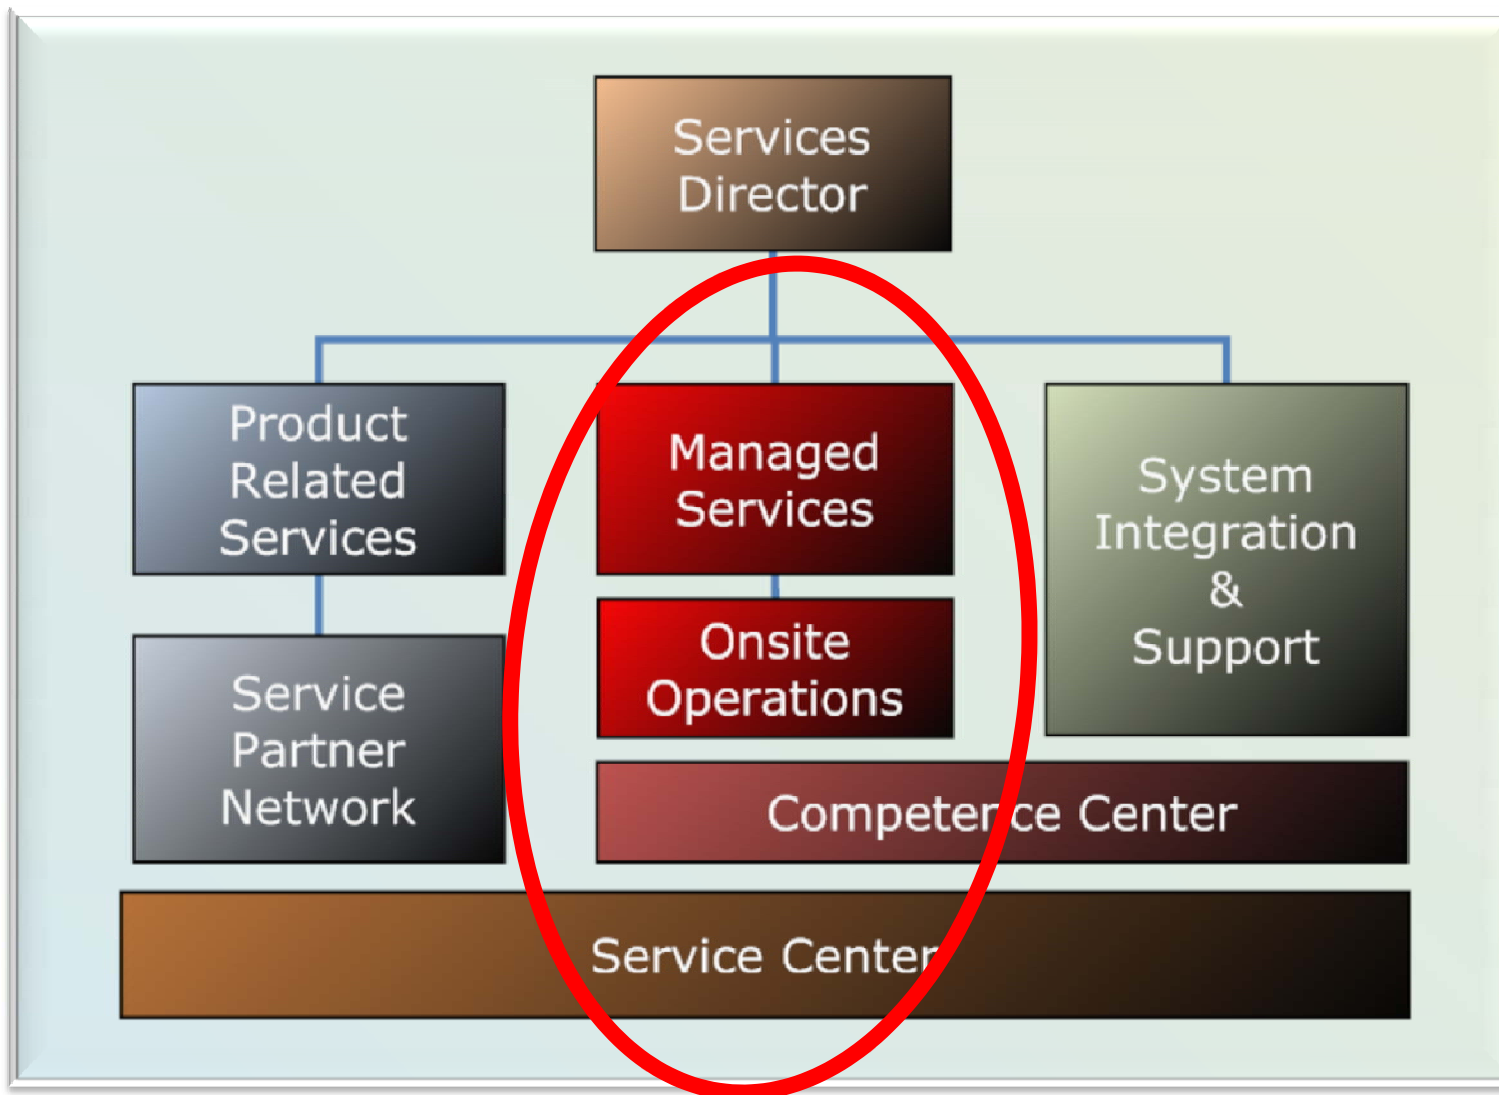 Services
Director
Product
Related
Services
Managed
Services
System
Integration
&
Support
Onsite
Operations
Service
Partner
Network
Competence Center
Service Center